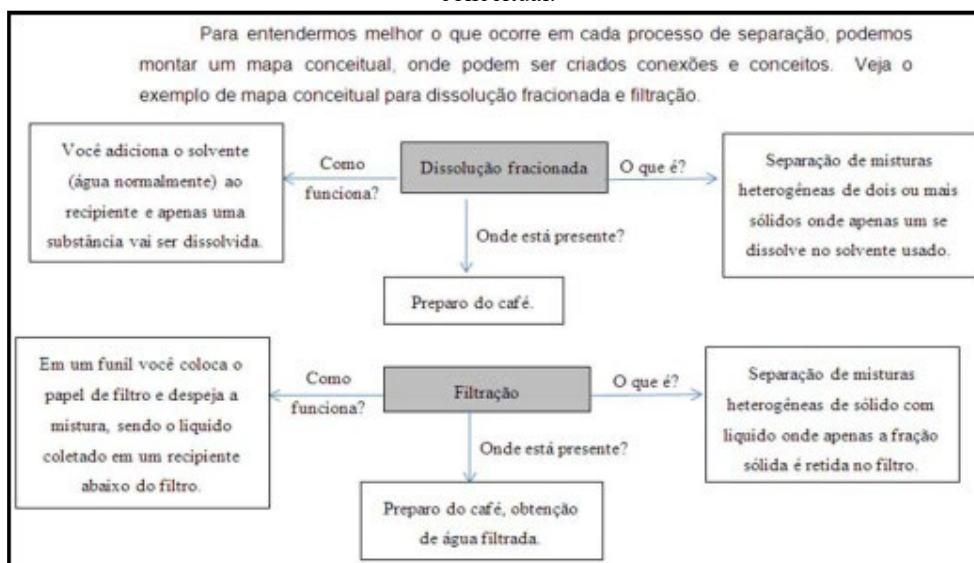 Para entendermos melhor o que ocorre em cada processo de separação, podemos
montar um mapa conceitual, onde podem ser criados conexões e conceitos. Veja o
exemplo de mapa conceitual para dissolução fracionada e filtração.
Você adiciona o solvente
(água normalmente) ao
recipiente e apenas uma
substância vai ser dissolvida.
Como
funciona?
Dissolução fracionada
O que é?
Separação de misturas
heterogêneas de dois ou mais
sólidos onde apenas um se
dissolve no solvente usado.
Onde está presente?
Preparo do café.
Em um funil você coloca o
papel de filtro e despeja a
mistura, sendo o liquido
coletado em um recipiente
abaixo do filtro.
Como
funciona?
Filtração
O que é?
Separação de misturas
heterogêneas de sólido com
liquido onde apenas a fração
sólida é retida no filtro.
Onde está presente?
Preparo do café, obtenção
de água filtrada.